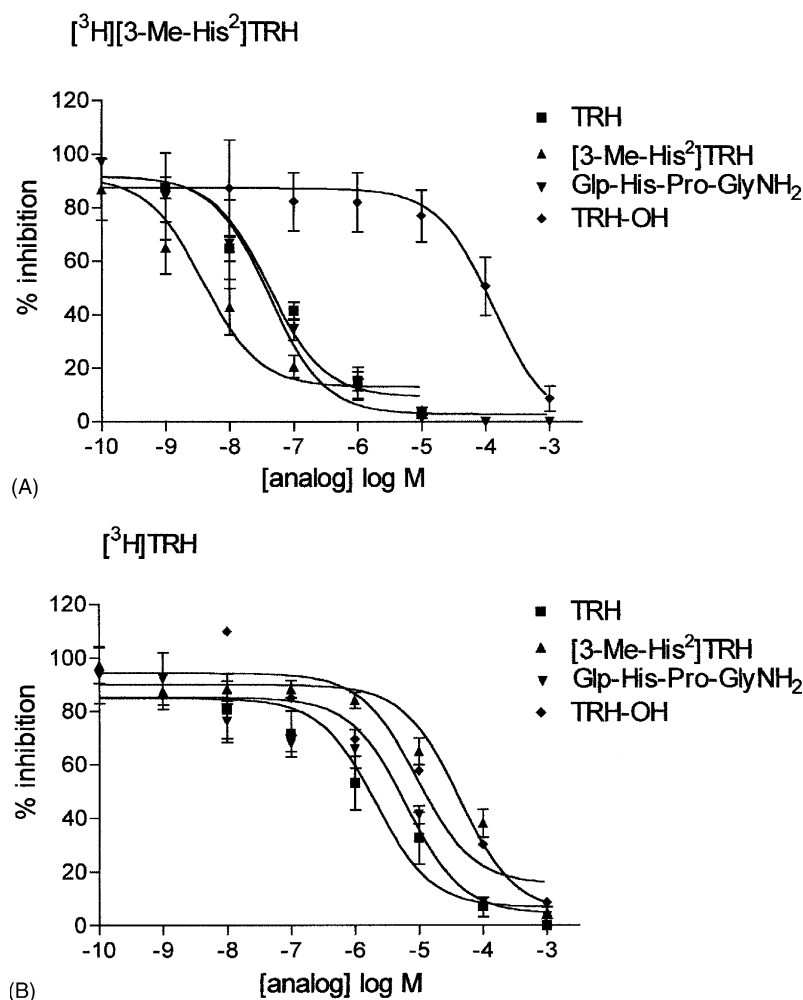 [³H][3-Me-His²]TRH
120
100
80
60
40
20
0
% inhibition
-10 -9 -8 -7 -6 -5 -4 -3
[analog] log M
TRH
[3-Me-His²]TRH
Glp-His-Pro-GlyNH₂
TRH-OH
(A)
[³H]TRH
120
100
80
60
40
20
0
% inhibition
-10 -9 -8 -7 -6 -5 -4 -3
[analog] log M
TRH
[3-Me-His²]TRH
Glp-His-Pro-GlyNH₂
TRH-OH
(B)